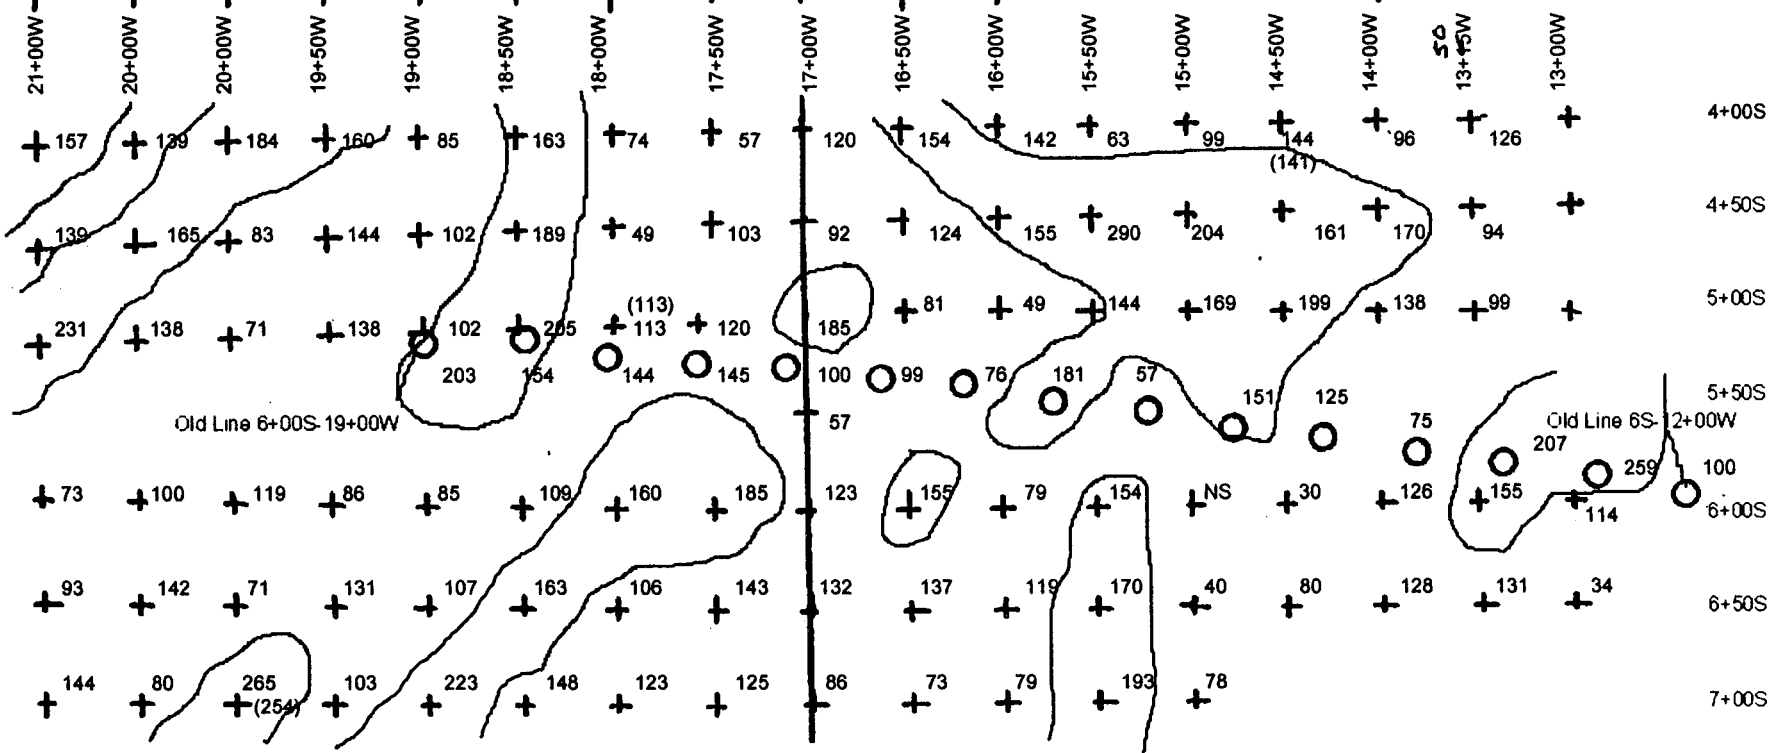 21+00W 20+00W 20+00W 19+50W 19+00W 18+50W 18+00W 17+50W 17+00W 16+50W 16+00W 15+50W 15+00W 14+50W 14+00W 50 13+15W 13+00W
157 139 184 160 85 163 74 57 120 154 142 63 99 144 96 126 4+00S
(141)
139 165 83 144 102 189 49 103 92 124 155 290 204 161 170 94 4+50S
(113) 81 49 144 169 199 138 99 5+00S
231 138 71 138 102 205 113 120 185
203 154 144 145 100 99 76 181 57 5+50S
151 125
Old Line 6+00S-19+00W 57 75 Old Line 6S-12+00W
207
259 100
73 100 119 86 85 109 160 185 123 155 79 154 NS 30 126 155 114 6+00S
93 142 71 131 107 163 106 143 132 137 119 170 40 80 128 131 34 6+50S
144 80 265 103 223 148 123 125 86 73 79 193 78 7+00S
(254)